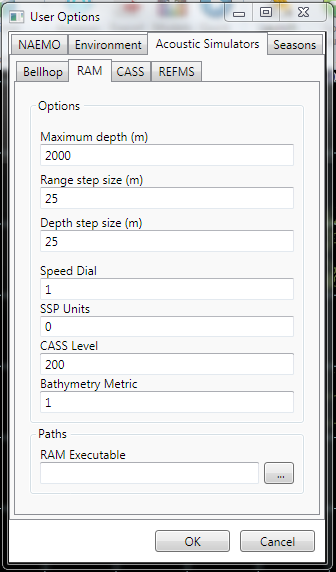 User Options
NAEMO Environment Acoustic Simulators Seasons
Bellhop RAM CASS REFMS
Options
Maximum depth (m)
2000
Range step size (m)
25
Depth step size (m)
25
Speed Dial
1
SSP Units
0
CASS Level
200
Bathymetry Metric
1
Paths
RAM Executable
...
OK Cancel